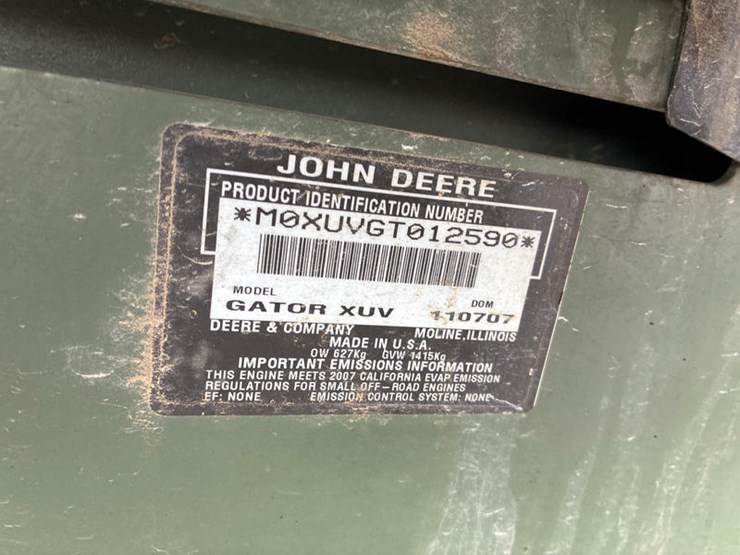 JOHN DEERE
PRODUCT IDENTIFICATION NUMBER
*M0XUVGT012590*
MODEL DOM
GATOR XUV 110707
DEERE & COMPANY MOLINE, ILLINOIS
MADE IN U.S.A.
OW 627Kg GVW 1415Kg
IMPORTANT EMISSIONS INFORMATION
THIS ENGINE MEETS 2007 CALIFORNIA EVAP EMISSION
REGULATIONS FOR SMALL OFF-ROAD ENGINES
EF: NONE EMISSION CONTROL SYSTEM: NONE